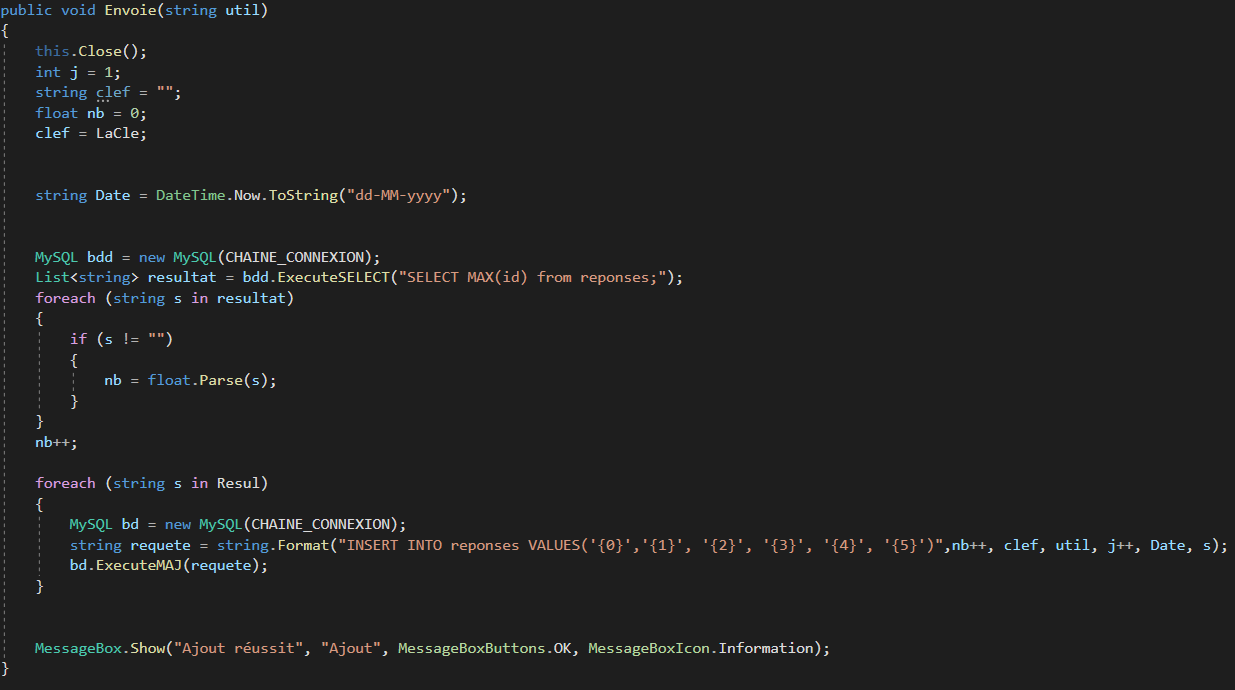 public void Envoie(string util)
{
this.Close();
int j = 1;
string clef = "";
float nb = 0;
clef = LaCle;
string Date = DateTime.Now.ToString("dd-MM-yyyy");
MySQL bdd = new MySQL(CHAINE_CONNEXION);
List<string> resultat = bdd.ExecuteSELECT("SELECT MAX(id) from reponses;");
foreach (string s in resultat)
{
if (s != "")
{
nb = float.Parse(s);
}
}
nb++;
foreach (string s in Resul)
{
MySQL bd = new MySQL(CHAINE_CONNEXION);
string requete = string.Format("INSERT INTO reponses VALUES('{0}','{1}', '{2}', '{3}', '{4}', '{5}')",nb++, clef, util, j++, Date, s);
bd.ExecuteMAJ(requete);
}
MessageBox.Show("Ajout réussit", "Ajout", MessageBoxButtons.OK, MessageBoxIcon.Information);
}